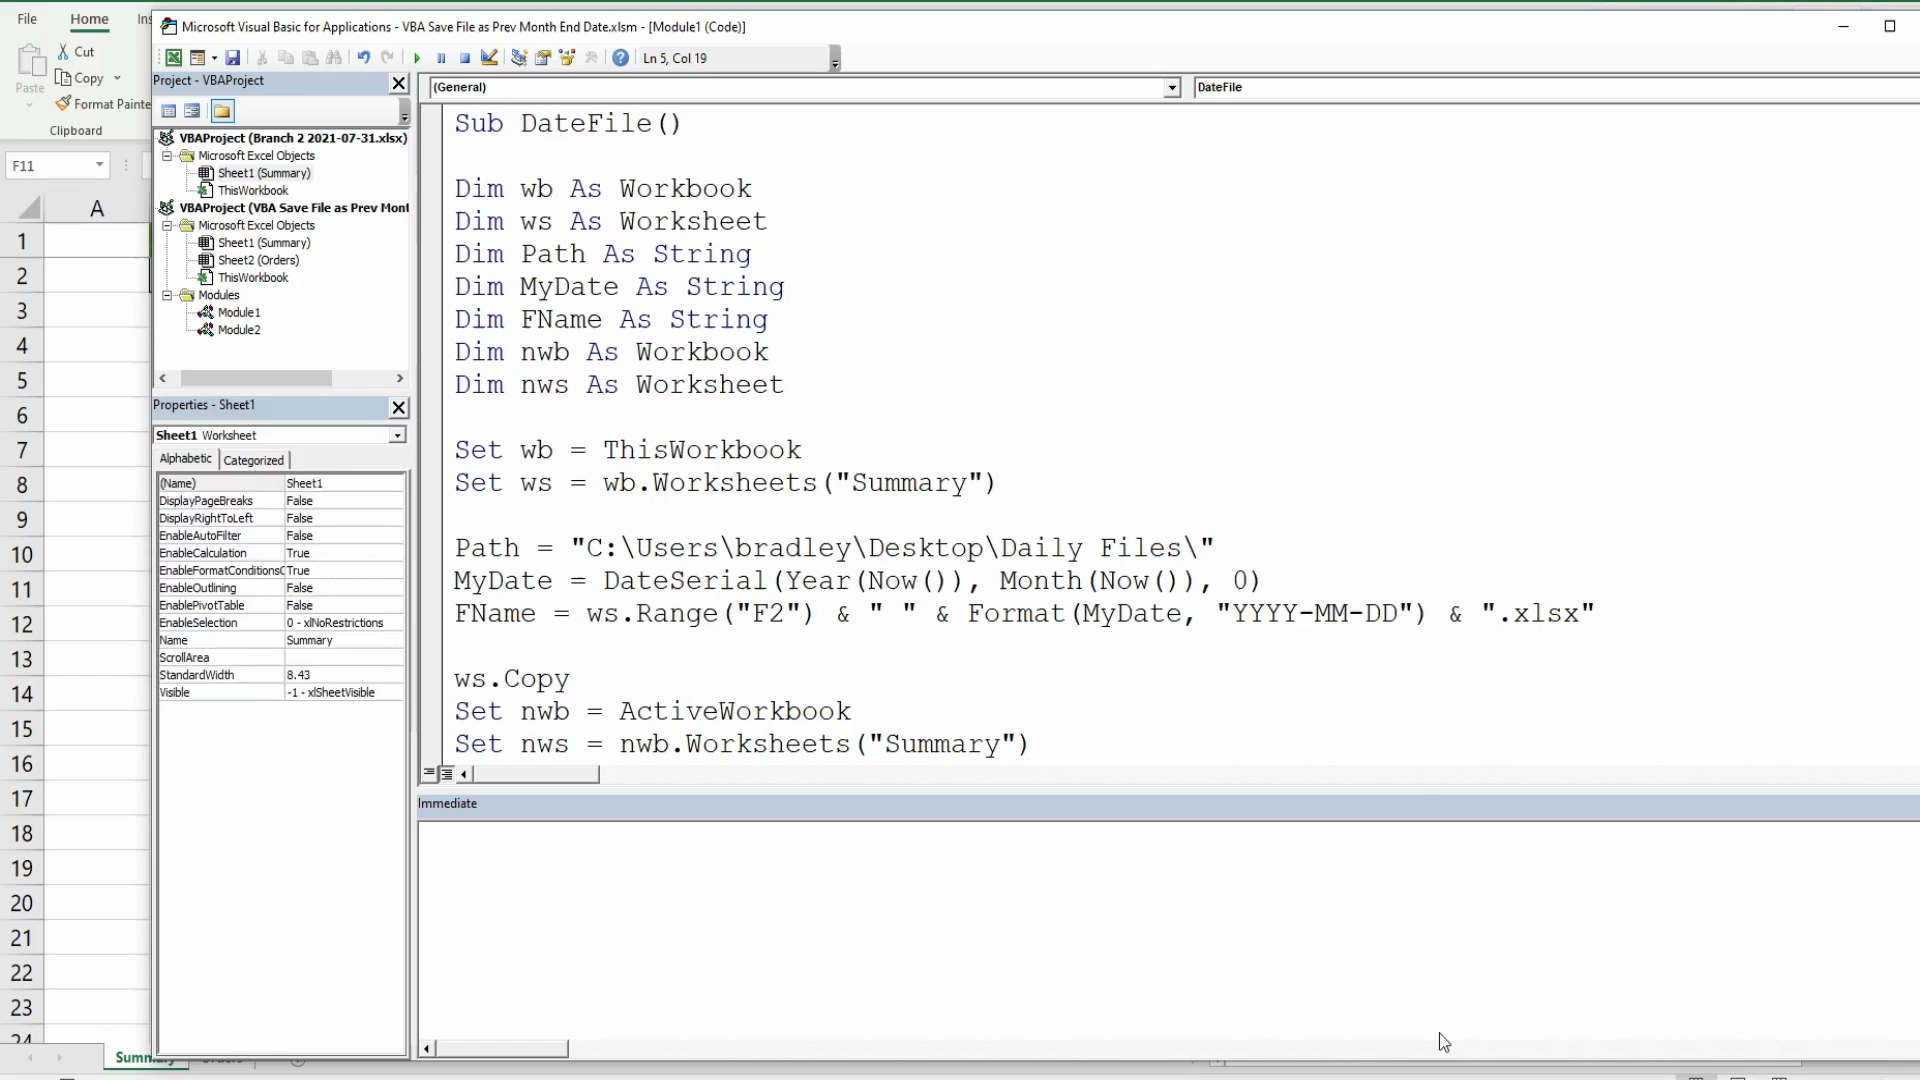 File
Home
Ins
Microsoft Visual Basic for Applications - VBA Save File as Prev Month End Date.xlsm - [Module1 (Code)]
Cut
Copy
Paste
Format Painte
Clipboard
F11
A
1
2
3
4
5
6
7
8
9
10
11
12
13
14
15
16
17
18
19
20
21
22
23
24
Ln 5, Col 19
Project - VBAProject
VBAProject (Branch 2 2021-07-31.xlsx)
Microsoft Excel Objects
Sheet1 (Summary)
ThisWorkbook
VBAProject (VBA Save File as Prev Mont
Microsoft Excel Objects
Sheet1 (Summary)
Sheet2 (Orders)
ThisWorkbook
Modules
Module1
Module2
Properties - Sheet1
Sheet1 Worksheet
Alphabetic
Categorized
(Name) Sheet1
DisplayPageBreaks False
DisplayRightToLeft False
EnableAutoFilter False
EnableCalculation True
EnableFormatConditionsC True
EnableOutlining False
EnablePivotTable False
EnableSelection 0 - xlNoRestrictions
Name Summary
ScrollArea
StandardWidth 8.43
Visible -1 - xlSheetVisible
(General)
DateFile
Sub DateFile()
Dim wb As Workbook
Dim ws As Worksheet
Dim Path As String
Dim MyDate As String
Dim FName As String
Dim nwb As Workbook
Dim nws As Worksheet
Set wb = ThisWorkbook
Set ws = wb.Worksheets("Summary")
Path = "C:\Users\bradley\Desktop\Daily Files\"
MyDate = DateSerial(Year(Now()), Month(Now()), 0)
FName = ws.Range("F2") & " " & Format(MyDate, "YYYY-MM-DD") & ".xlsx"
ws.Copy
Set nwb = ActiveWorkbook
Set nws = nwb.Worksheets("Summary")
Immediate
Summary
Orders